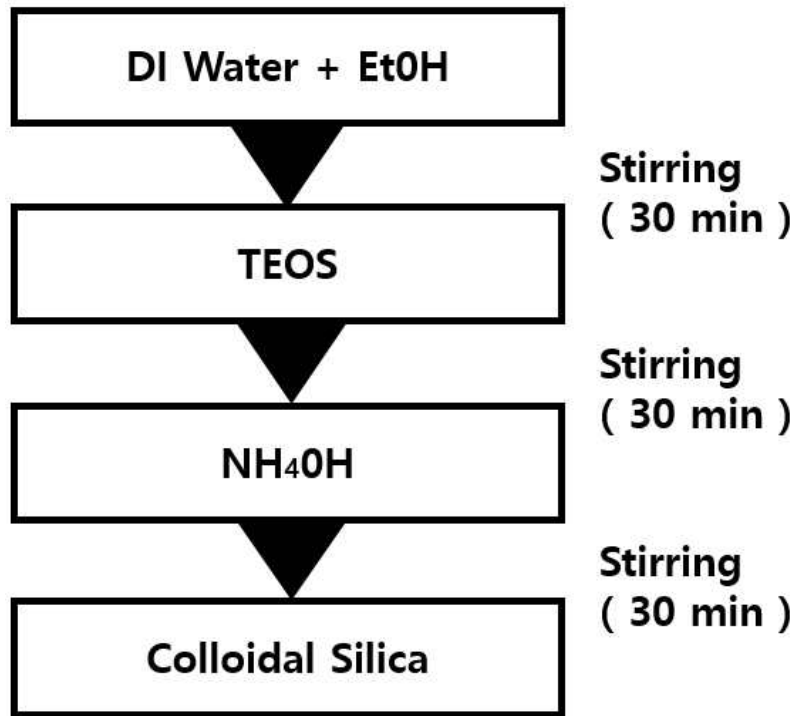 DI Water + Et0H
Stirring
( 30 min )
TEOS
Stirring
( 30 min )
NH₄0H
Stirring
( 30 min )
Colloidal Silica